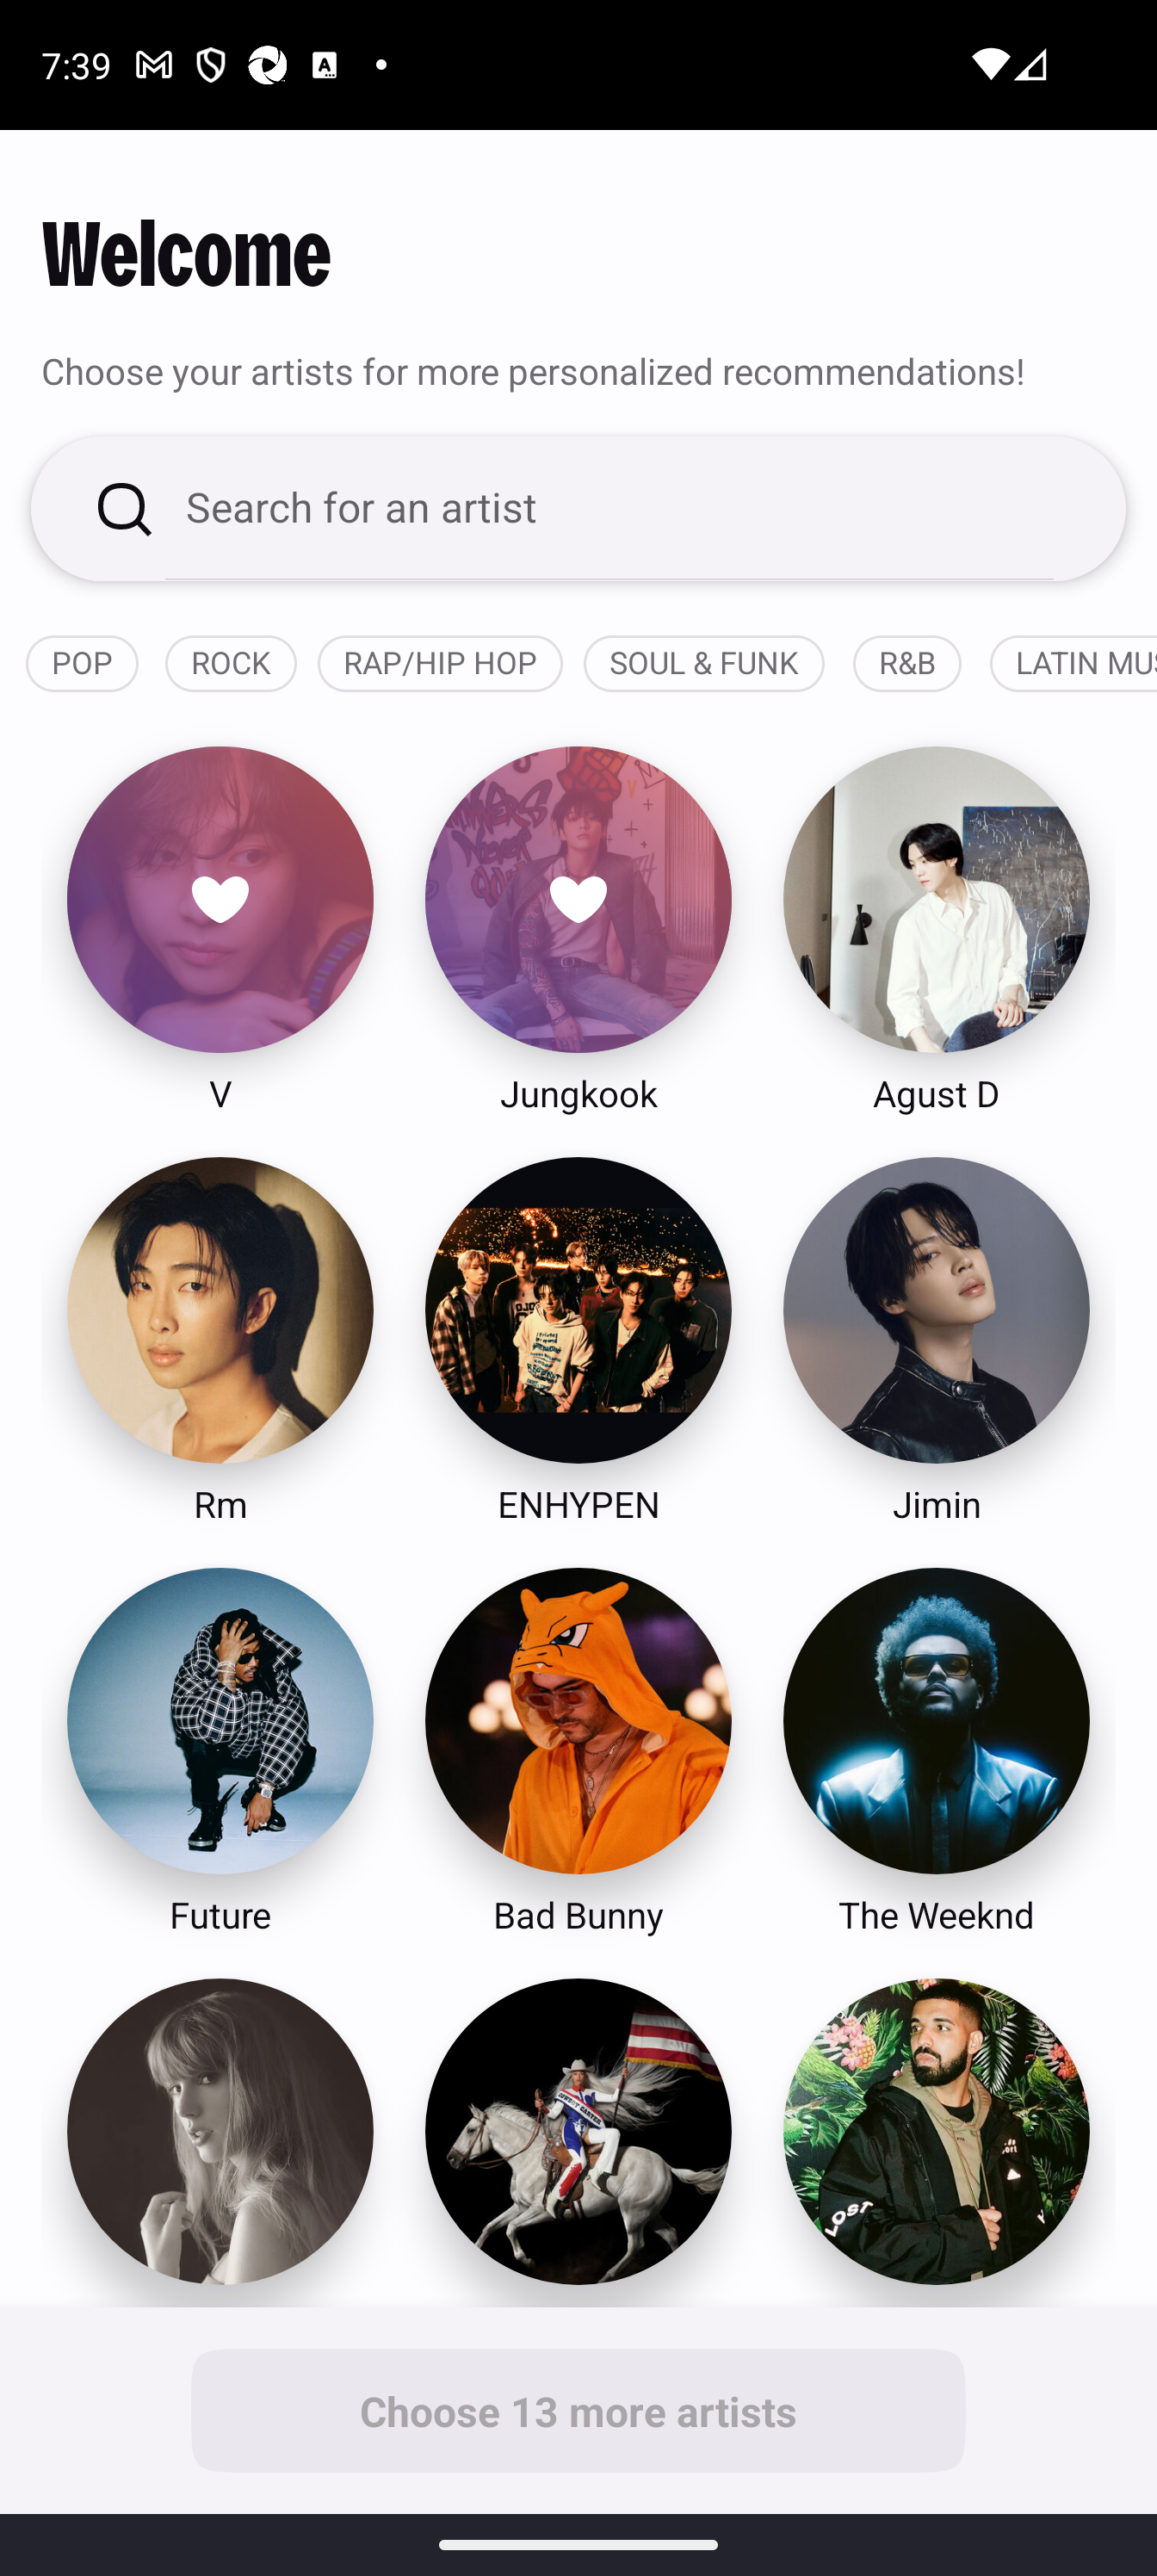 7:39
Welcome
Choose your artists for more personalized recommendations!
Search for an artist
POP ROCK RAP/HIP HOP SOUL & FUNK R&B LATIN MUS
V Jungkook Agust D
Rm ENHYPEN Jimin
Future Bad Bunny The Weeknd
LOST
Choose 13 more artists